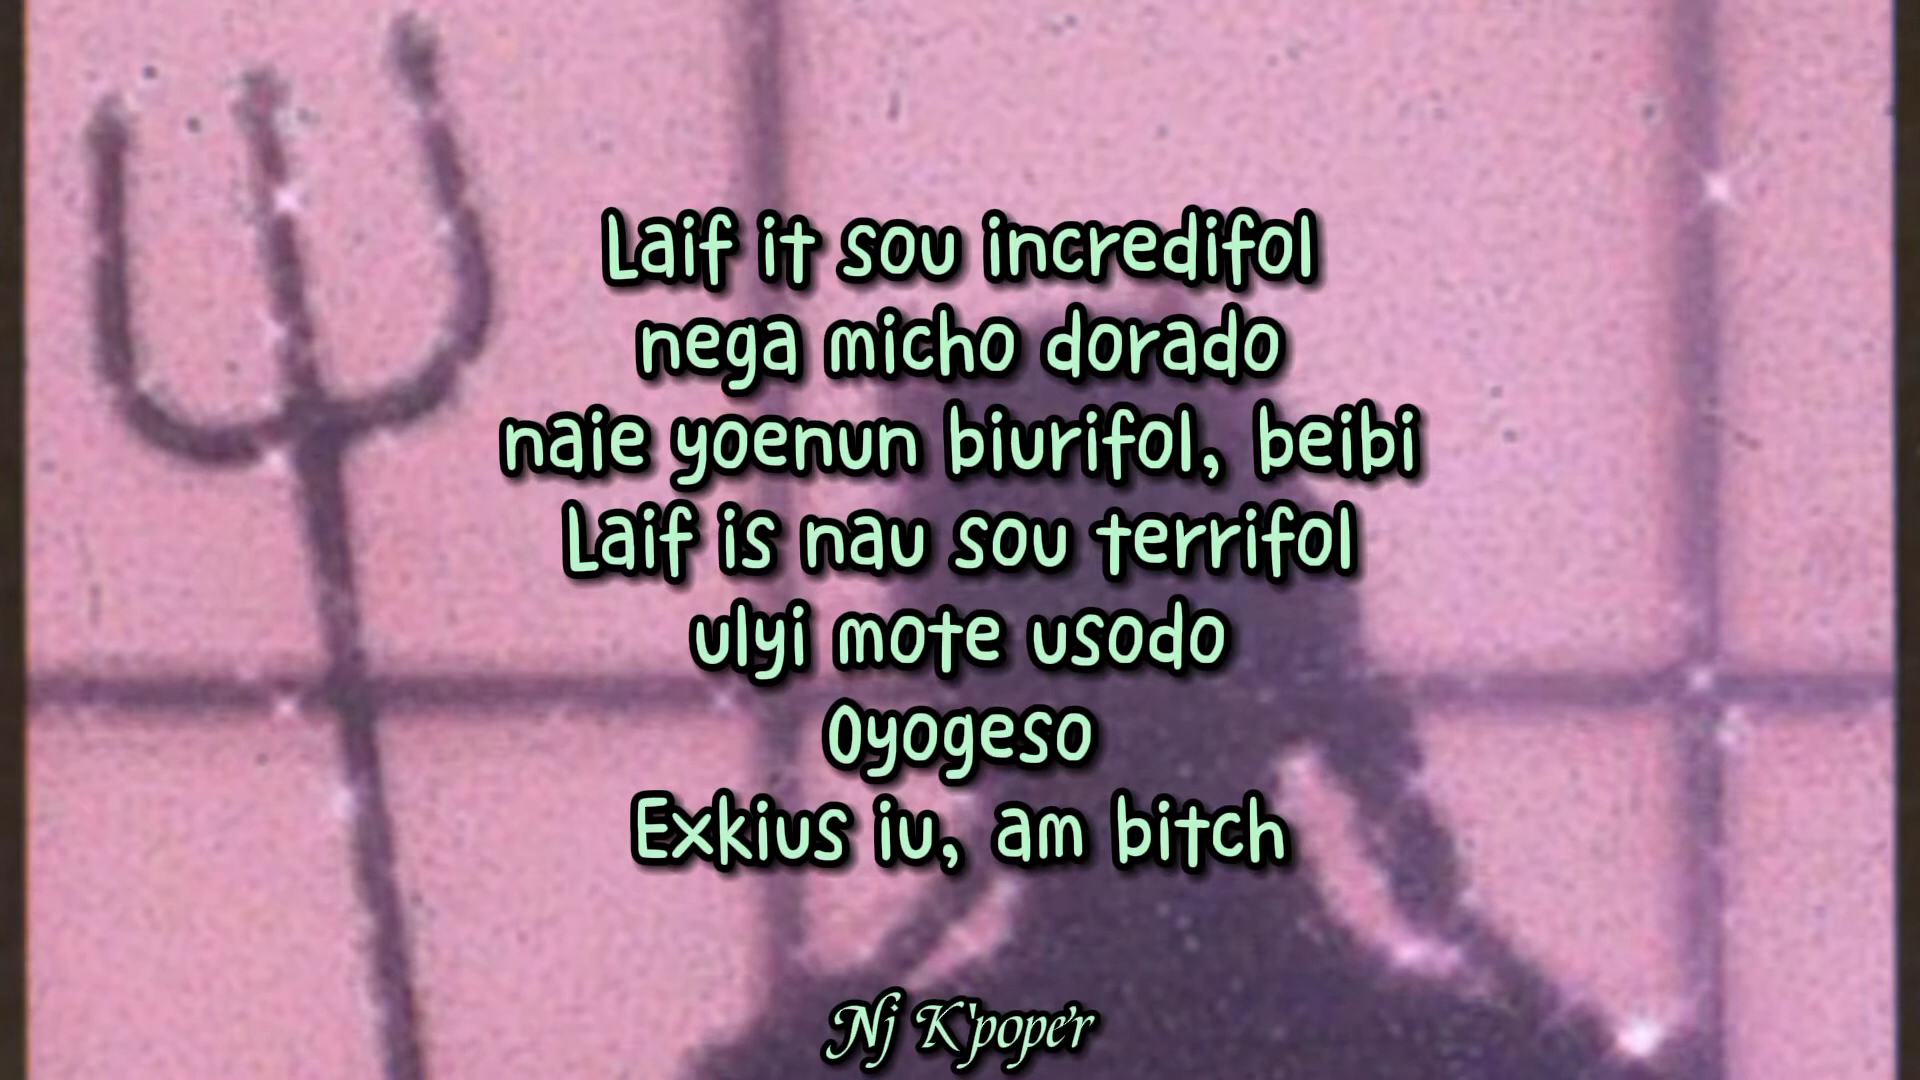 Laif it sou incredifol
nega micho dorado
naie yoenun biurifol, beibi
Laif is nau sou terrifol
ulyi mote usodo
Oyogeso
Exkius iu, am bitch
Nj K'pope'r